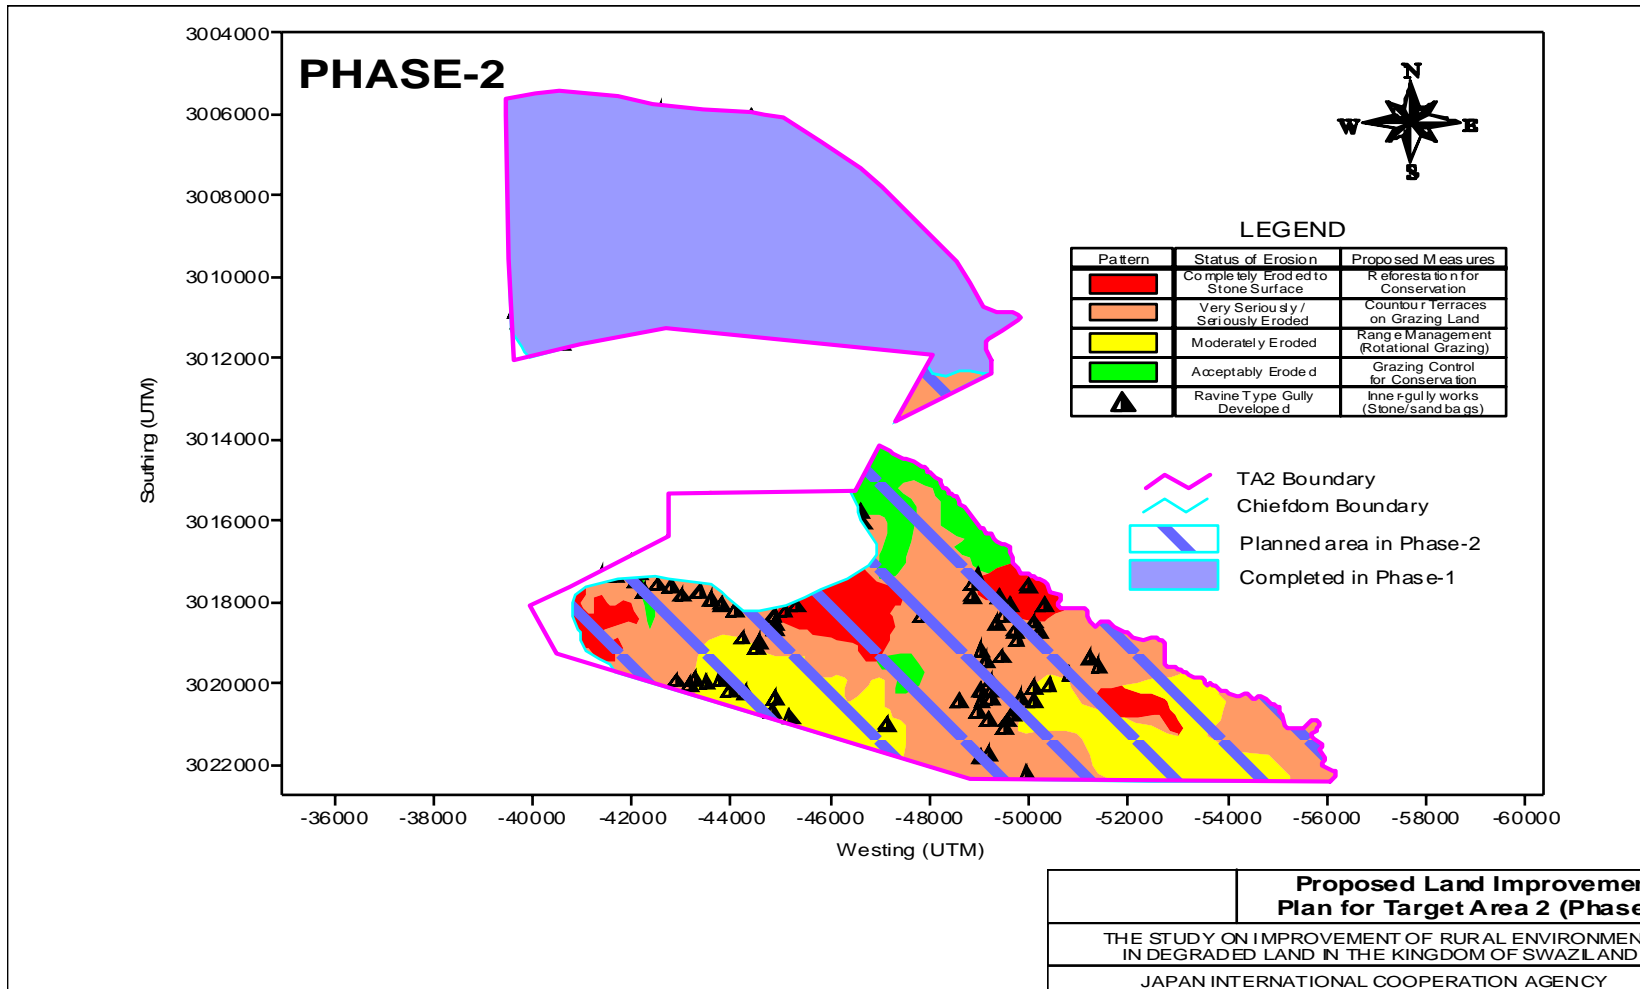 PHASE-2
3004000
3006000
3008000
3010000
3012000
3014000
3016000
3018000
3020000
3022000
Southing (UTM)
-36000
-38000
-40000
-42000
-44000
-46000
-48000
-50000
-52000
-54000
-56000
-58000
-60000
Westing (UTM)
N
W
E
S
LEGEND
Pattern
Status of Erosion
Proposed Measures
Completely Eroded to
Stone Surface
Reforestation for
Conservation
Very Seriously /
Seriously Eroded
Countour Terraces
on Grazing Land
Moderately Eroded
Range Management
(Rotational Grazing)
Acceptably Eroded
Grazing Control
for Conservation
Ravine Type Gully
Developed
Inner-gully works
(Stone/sand bags)
TA2 Boundary
Chiefdom Boundary
Planned area in Phase-2
Completed in Phase-1
Proposed Land Improvemen
Plan for Target Area 2 (Phase
THE STUDY ON IMPROVEMENT OF RURAL ENVIRONMEN
IN DEGRADED LAND IN THE KINGDOM OF SWAZILAND
JAPAN INTERNATIONAL COOPERATION AGENCY